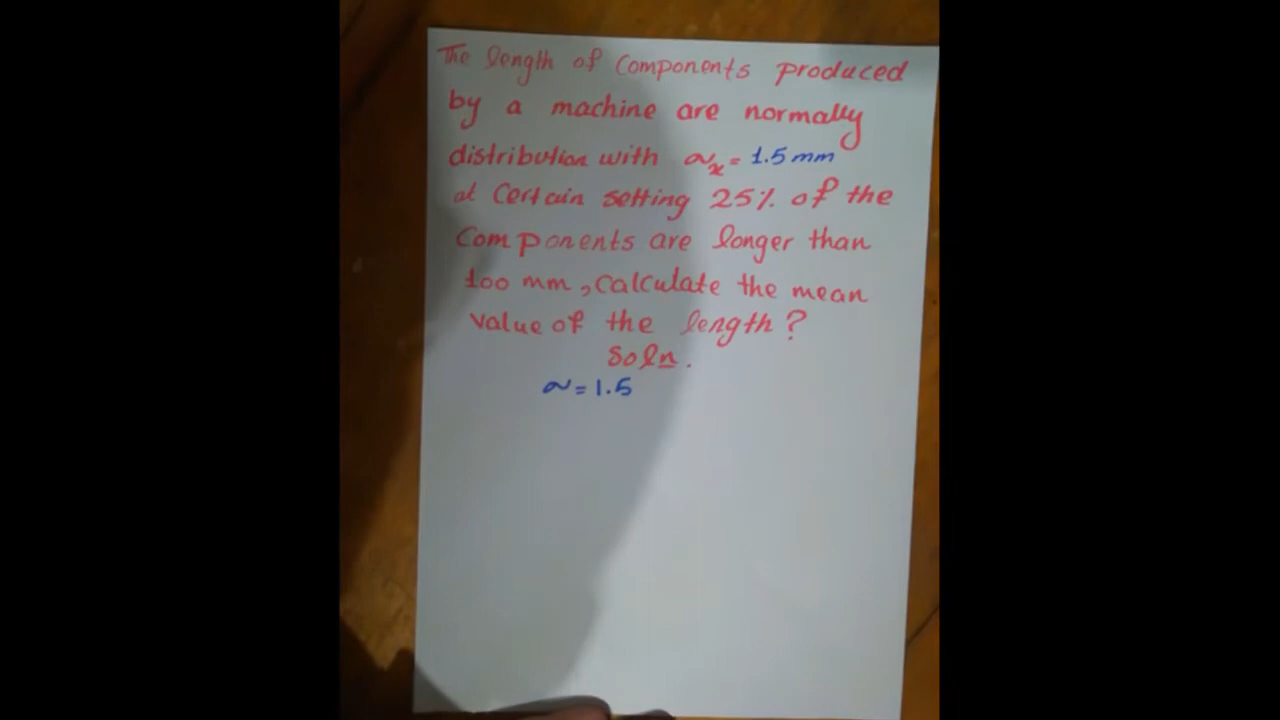 The length of components produced
by a machine are normally
distribution with σx = 1.5 mm
at certain setting 25% of the
components are longer than
100 mm, calculate the mean
value of the length?
soln.
σ = 1.5